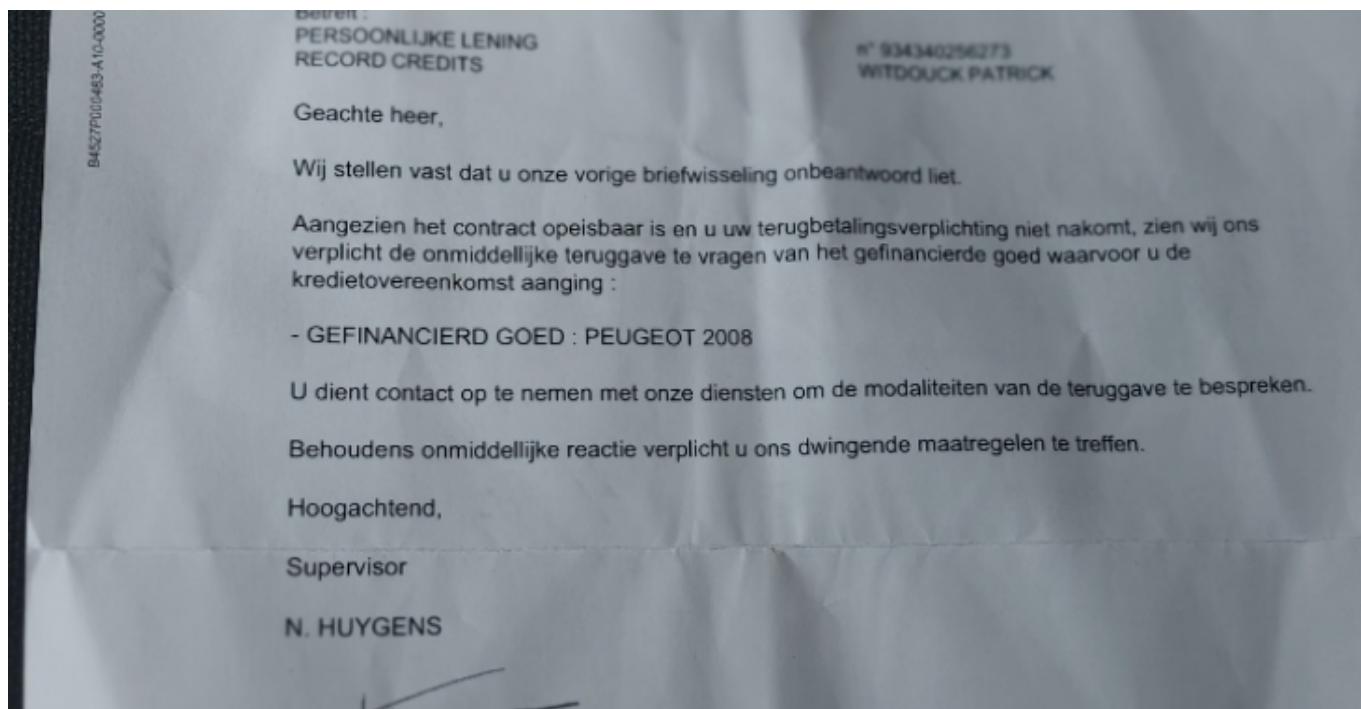 Betreft :
PERSOONLIJKE LENING
RECORD CREDITS
n° 934340256273
WITDOUCK PATRICK
B4527P000483-A10-0000
Geachte heer,
Wij stellen vast dat u onze vorige briefwisseling onbeantwoord liet.
Aangezien het contract opeisbaar is en u uw terugbetalingsverplichting niet nakomt, zien wij ons
verplicht de onmiddellijke teruggave te vragen van het gefinancierde goed waarvoor u de
kredietovereenkomst aanging :
- GEFINANCIERD GOED : PEUGEOT 2008
U dient contact op te nemen met onze diensten om de modaliteiten van de teruggave te bespreken.
Behoudens onmiddellijke reactie verplicht u ons dwingende maatregelen te treffen.
Hoogachtend,
Supervisor
N. HUYGENS